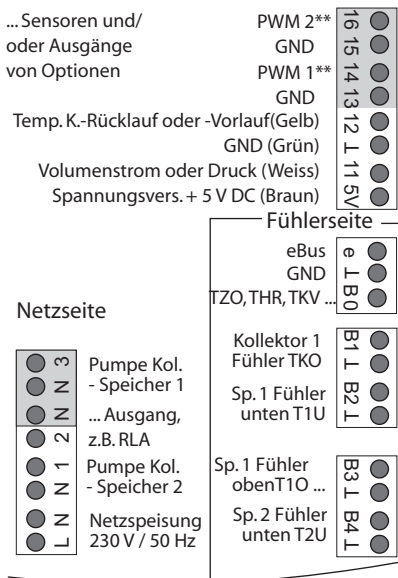 ... Sensoren und/
oder Ausgänge
von Optionen
PWM 2** 16
GND 15
PWM 1** 14
GND 13
Temp. K.-Rücklauf oder -Vorlauf(Gelb) 12
GND (Grün) ⊥
Volumenstrom oder Druck (Weiss) 11
Spannungsvers. + 5 V DC (Braun) 5V
Fühlerseite
eBus e
GND ⊥
TZO, THR, TKV ... B0
Kollektor 1 B1
Fühler TKO ⊥
Sp. 1 Fühler B2
unten T1U ⊥
Sp. 1 Fühler B3
obenT1O ... ⊥
Sp. 2 Fühler B4
unten T2U ⊥
Netzseite
3 Pumpe Kol.
N - Speicher 1
N ... Ausgang,
2 z.B. RLA
1 Pumpe Kol.
N - Speicher 2
N Netzspeisung
L 230 V / 50 Hz